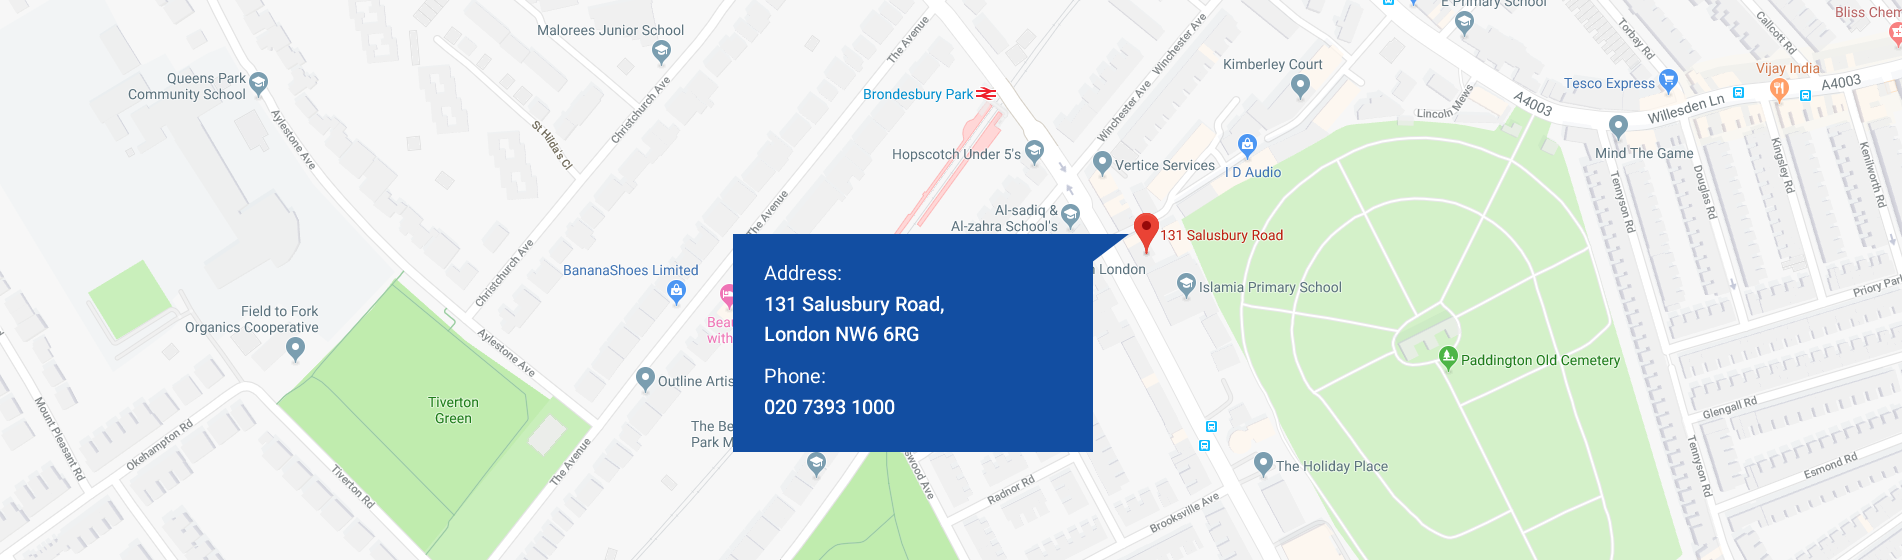 E Primary School
Bliss Chem
Callcott Rd
Torbay Rd
Malorees Junior School
The Avenue
Winchester Ave
Kimberley Court
Vijay India
Queens Park
Community School
Tesco Express
A4003
Brondesbury Park
Christchurch Ave
A4003
Willesden Ln
Lincoln Mews
Winchester Ave
Aylestone Ave
St Hilda's Cl
Hopscotch Under 5's
Vertice Services
I D Audio
Mind The Game
Kingsley Rd
Kenilworth Rd
Douglas Rd
Tennyson Rd
The Avenue
Al-sadiq &
Al-zahra School's
131 Salusbury Road
London
Islamia Primary School
Christchurch Ave
BananaShoes Limited
Address:
131 Salusbury Road,
London NW6 6RG
Phone:
020 7393 1000
Priory Park
Field to Fork
Organics Cooperative
Aylestone Ave
Beau
with
Outline Artis
Paddington Old Cemetery
Tiverton
Green
Mount Pleasant Rd
Okehampton Rd
Glengall Rd
The Be
Park M
The Avenue
Tiverton Rd
swood Ave
Radnor Rd
Brooksville Ave
The Holiday Place
Tennyson Rd
Esmond Rd